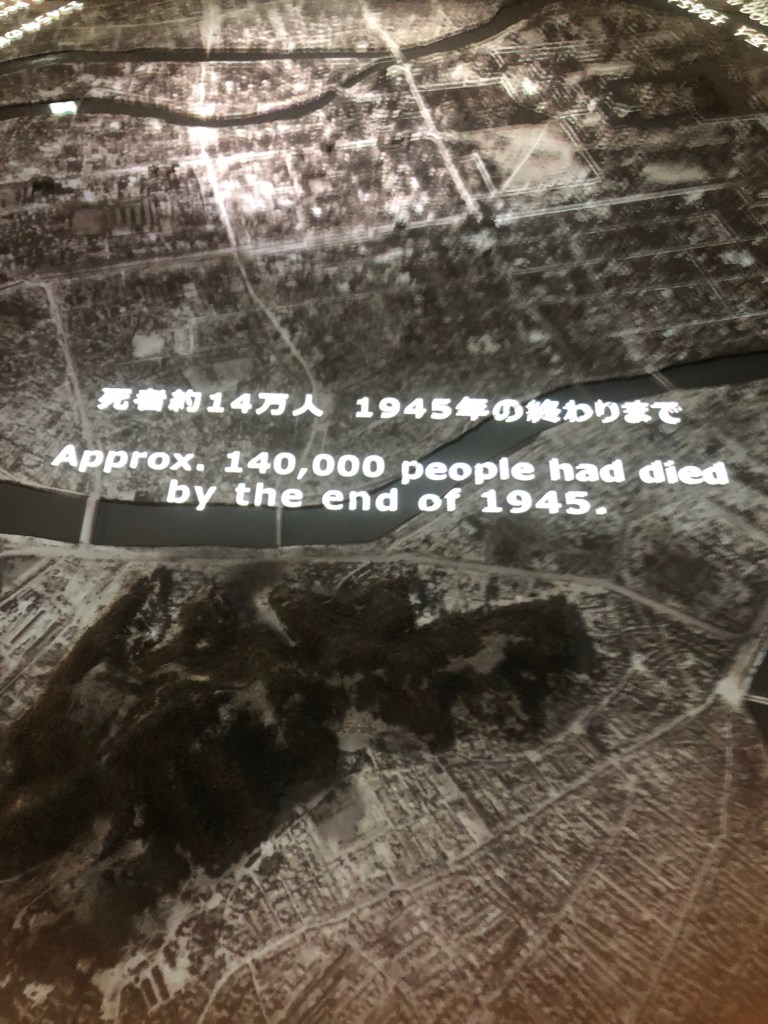 死者約14万人 1945年の終わりまで
Approx. 140,000 people had died
by the end of 1945.